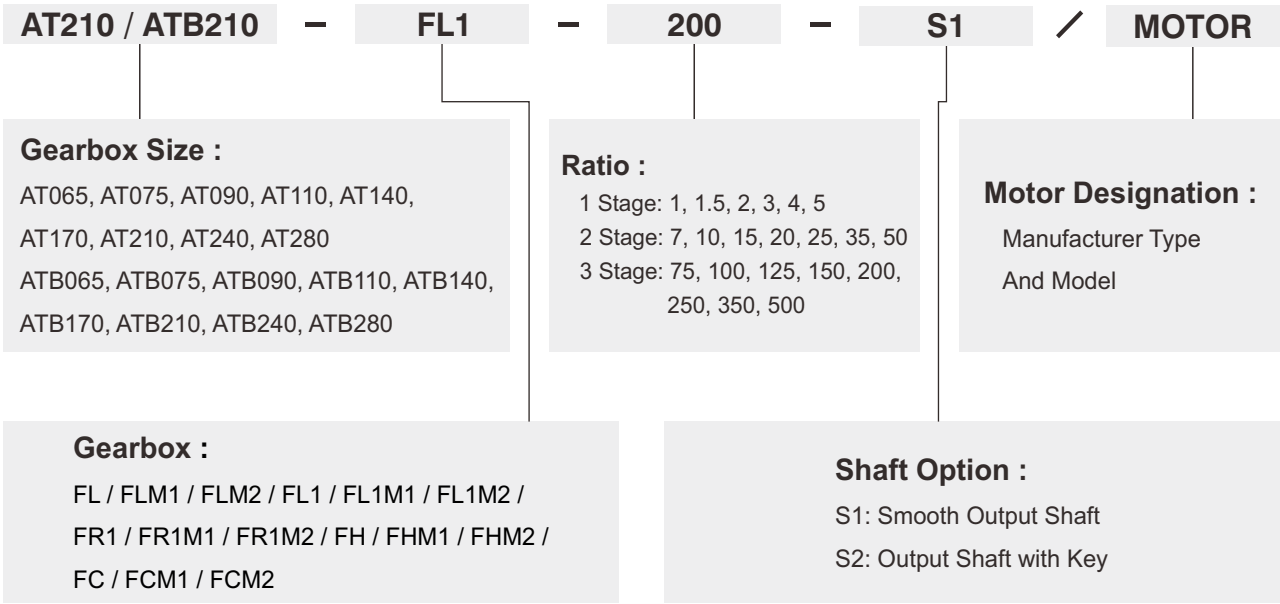 AT210 / ATB210 – FL1 – 200 – S1 / MOTOR
Gearbox Size :
AT065, AT075, AT090, AT110, AT140,
AT170, AT210, AT240, AT280
ATB065, ATB075, ATB090, ATB110, ATB140,
ATB170, ATB210, ATB240, ATB280
Ratio :
1 Stage: 1, 1.5, 2, 3, 4, 5
2 Stage: 7, 10, 15, 20, 25, 35, 50
3 Stage: 75, 100, 125, 150, 200,
250, 350, 500
Motor Designation :
Manufacturer Type
And Model
Gearbox :
FL / FLM1 / FLM2 / FL1 / FL1M1 / FL1M2 /
FR1 / FR1M1 / FR1M2 / FH / FHM1 / FHM2 /
FC / FCM1 / FCM2
Shaft Option :
S1: Smooth Output Shaft
S2: Output Shaft with Key